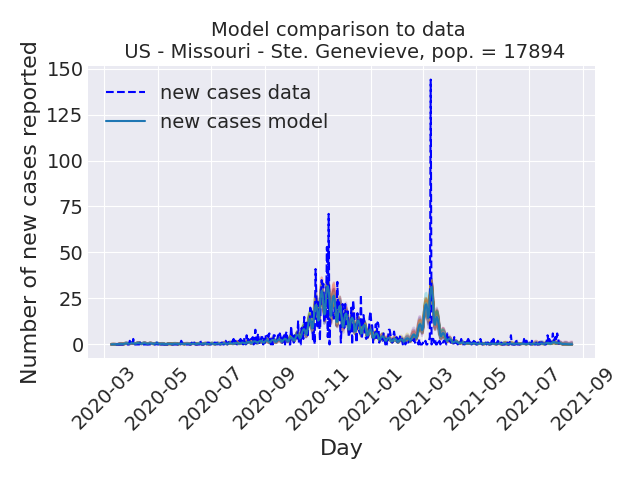 Model comparison to data
US - Missouri - Ste. Genevieve, pop. = 17894
Number of new cases reported
150
125
100
75
50
25
0
new cases data
new cases model
2020-03
2020-05
2020-07
2020-09
2020-11
2021-01
2021-03
2021-05
2021-07
2021-09
Day